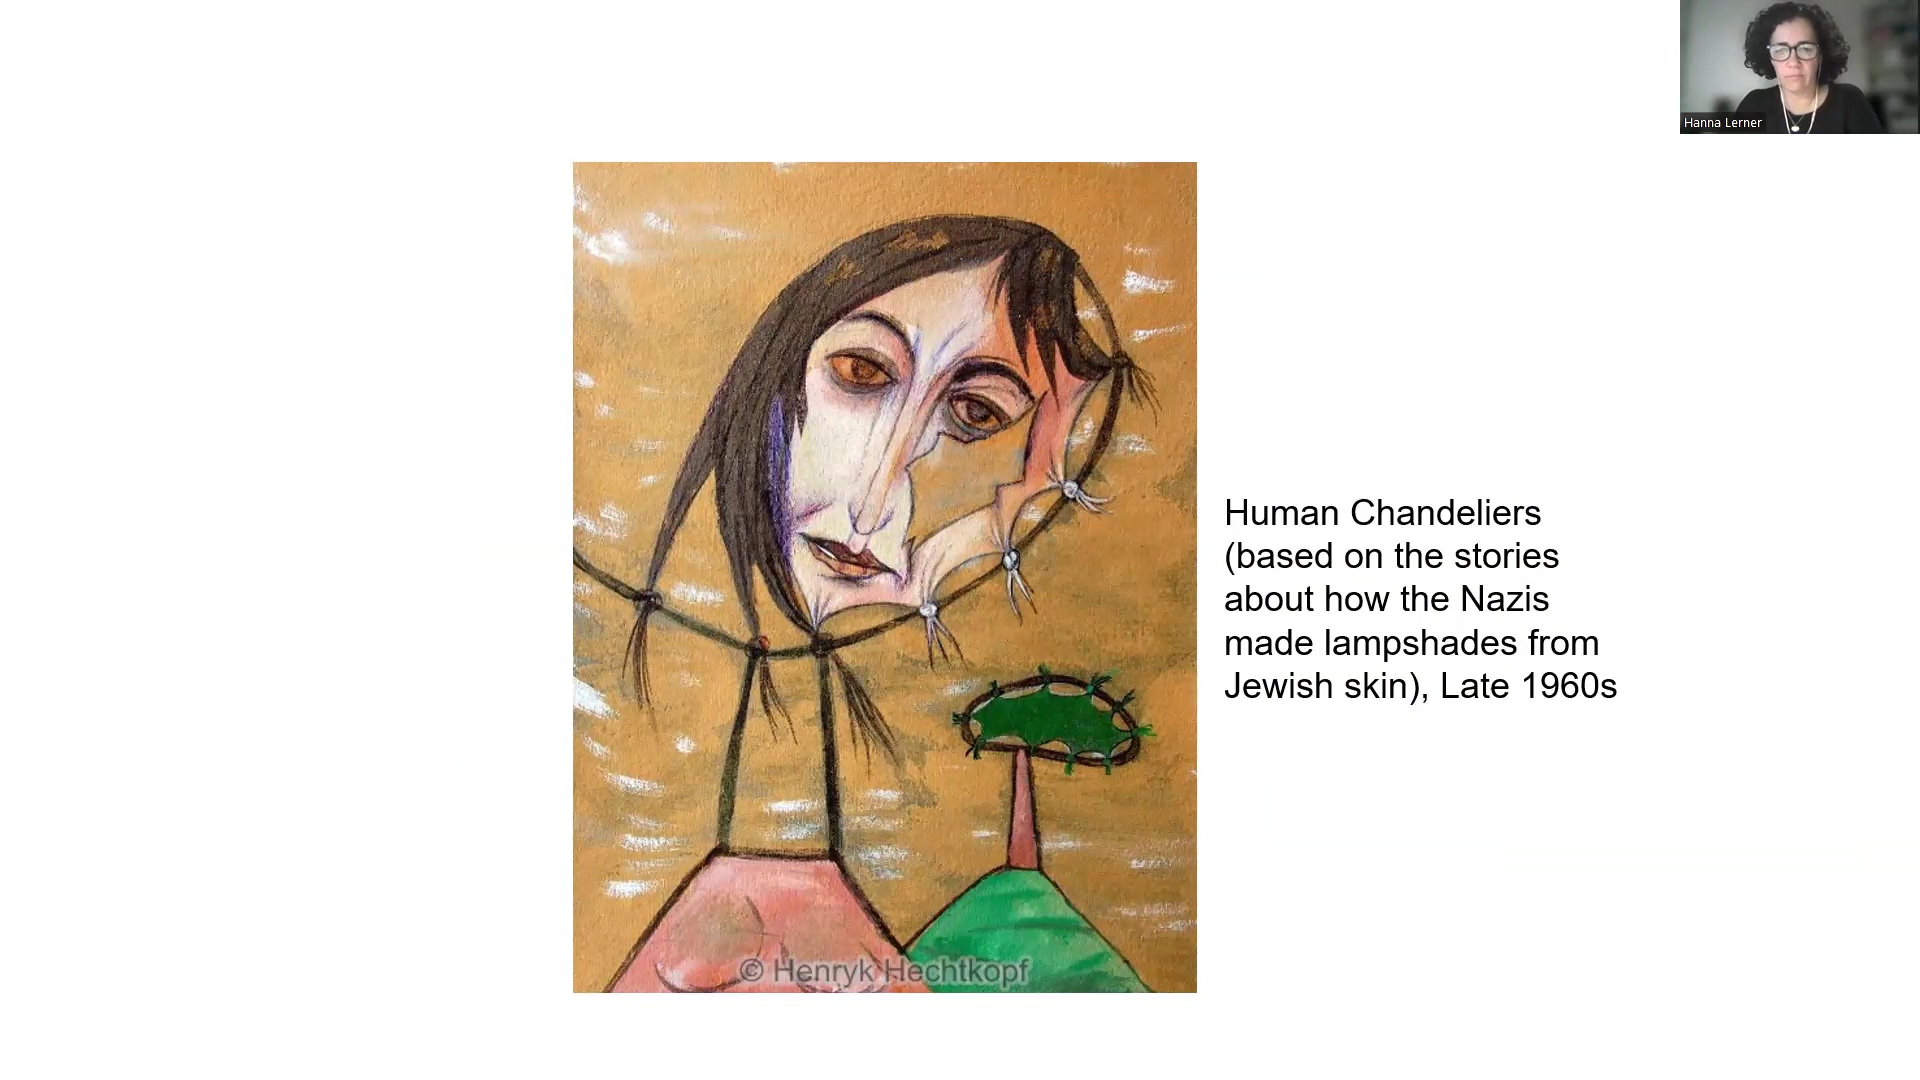 Hanna Lerner
Human Chandeliers
(based on the stories
about how the Nazis
made lampshades from
Jewish skin), Late 1960s
© Henryk Hechtkopf